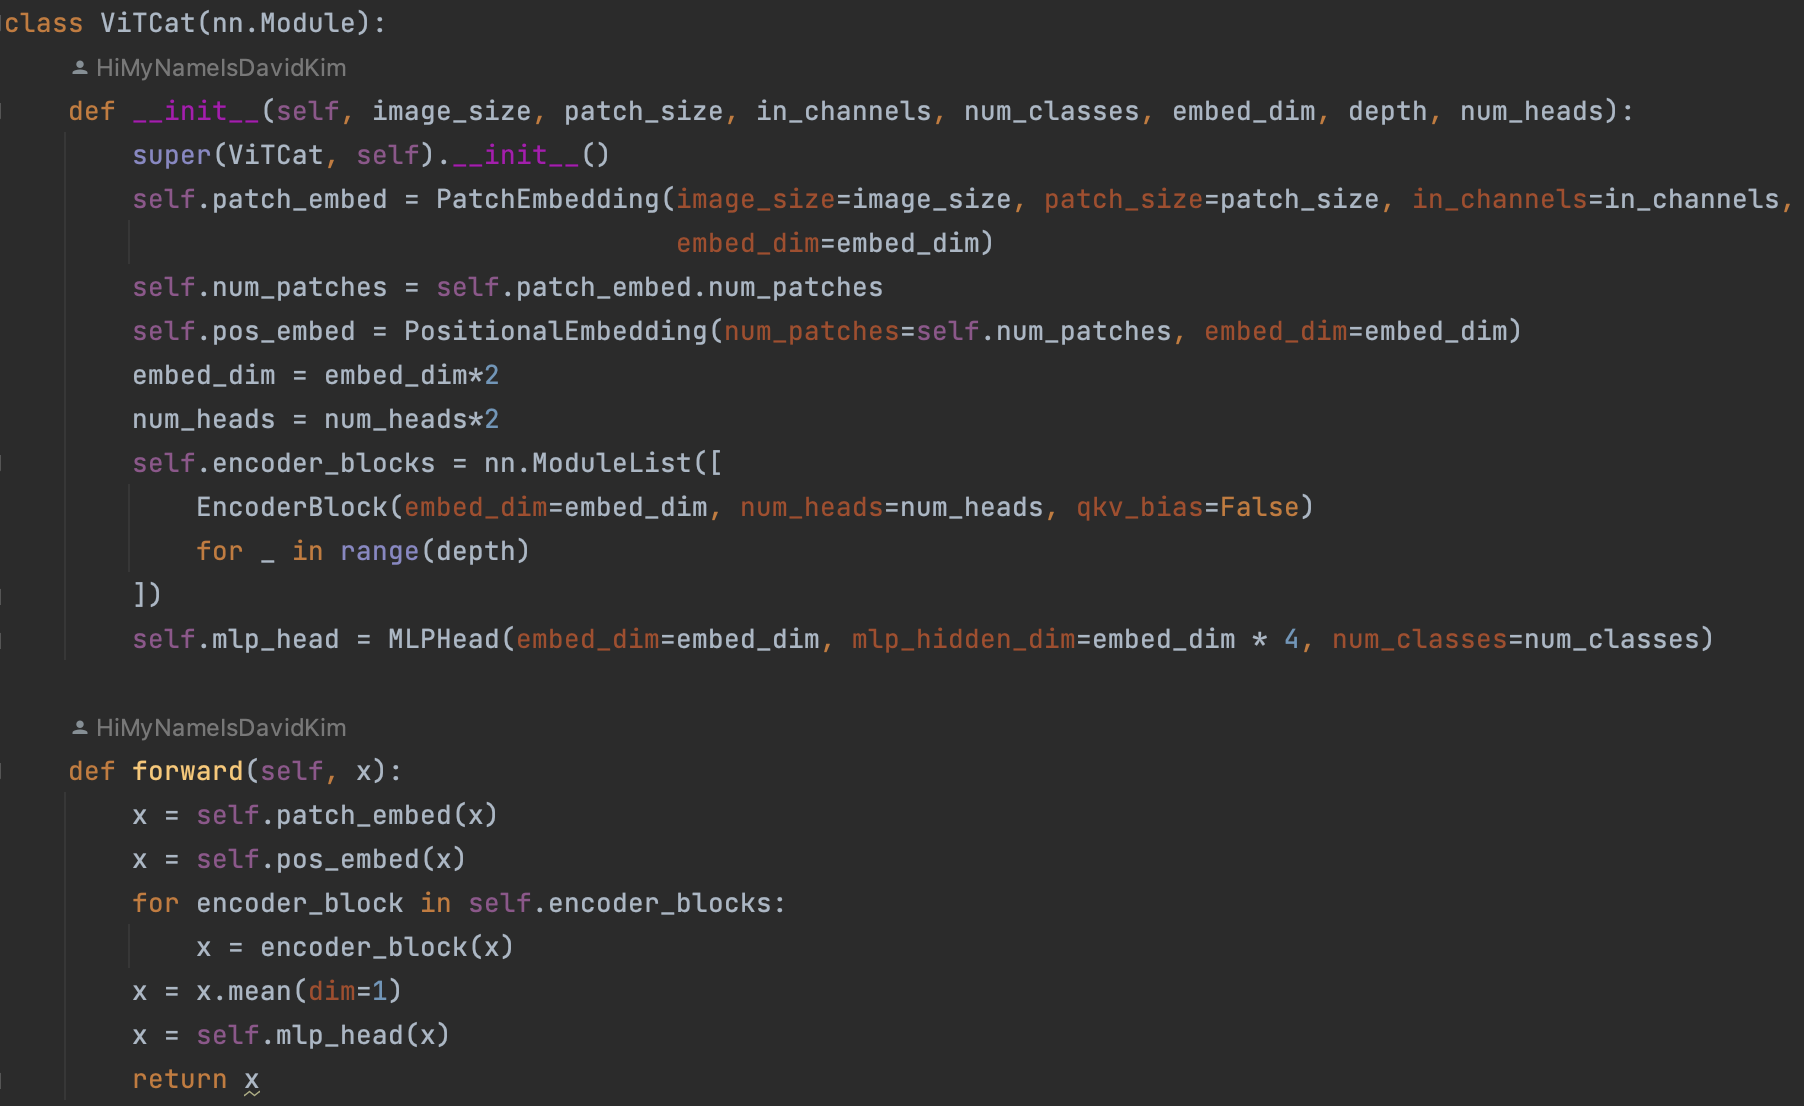 class ViTCat(nn.Module):
HiMyNameIsDavidKim
def __init__(self, image_size, patch_size, in_channels, num_classes, embed_dim, depth, num_heads):
super(ViTCat, self).__init__()
self.patch_embed = PatchEmbedding(image_size=image_size, patch_size=patch_size, in_channels=in_channels,
embed_dim=embed_dim)
self.num_patches = self.patch_embed.num_patches
self.pos_embed = PositionalEmbedding(num_patches=self.num_patches, embed_dim=embed_dim)
embed_dim = embed_dim*2
num_heads = num_heads*2
self.encoder_blocks = nn.ModuleList([
EncoderBlock(embed_dim=embed_dim, num_heads=num_heads, qkv_bias=False)
for _ in range(depth)
])
self.mlp_head = MLPHead(embed_dim=embed_dim, mlp_hidden_dim=embed_dim * 4, num_classes=num_classes)
HiMyNameIsDavidKim
def forward(self, x):
x = self.patch_embed(x)
x = self.pos_embed(x)
for encoder_block in self.encoder_blocks:
x = encoder_block(x)
x = x.mean(dim=1)
x = self.mlp_head(x)
return x